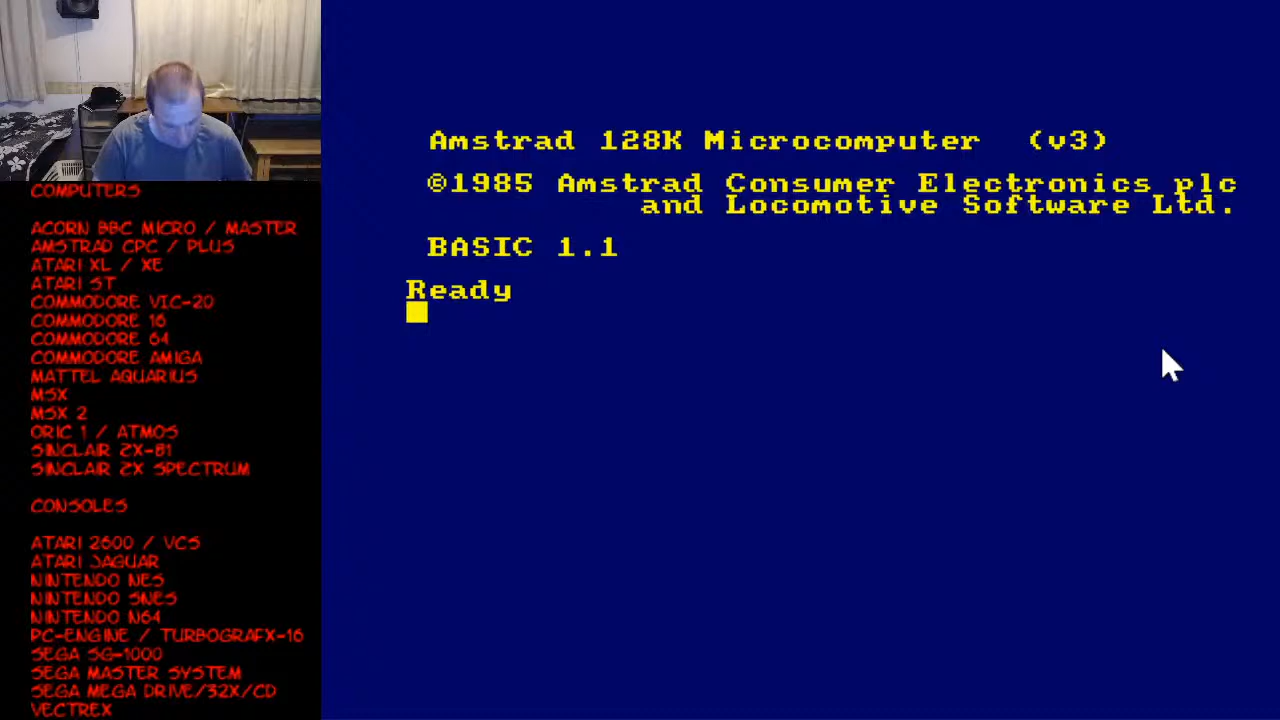 COMPUTERS
ACORN BBC MICRO / MASTER
AMSTRAD CPC / PLUS
ATARI XL / XE
ATARI ST
COMMODORE VIC-20
COMMODORE 16
COMMODORE 64
COMMODORE AMIGA
MATTEL AQUARIUS
MSX
MSX 2
ORIC 1 / ATMOS
SINCLAIR ZX-81
SINCLAIR ZX SPECTRUM
CONSOLES
ATARI 2600 / VCS
ATARI JAGUAR
NINTENDO NES
NINTENDO SNES
NINTENDO N64
PC-ENGINE / TURBOGRAFX-16
SEGA SG-1000
SEGA MASTER SYSTEM
SEGA MEGA DRIVE/32X/CD
VECTREX
Amstrad 128K Microcomputer (v3)
©1985 Amstrad Consumer Electronics plc
and Locomotive Software Ltd.
BASIC 1.1
Ready